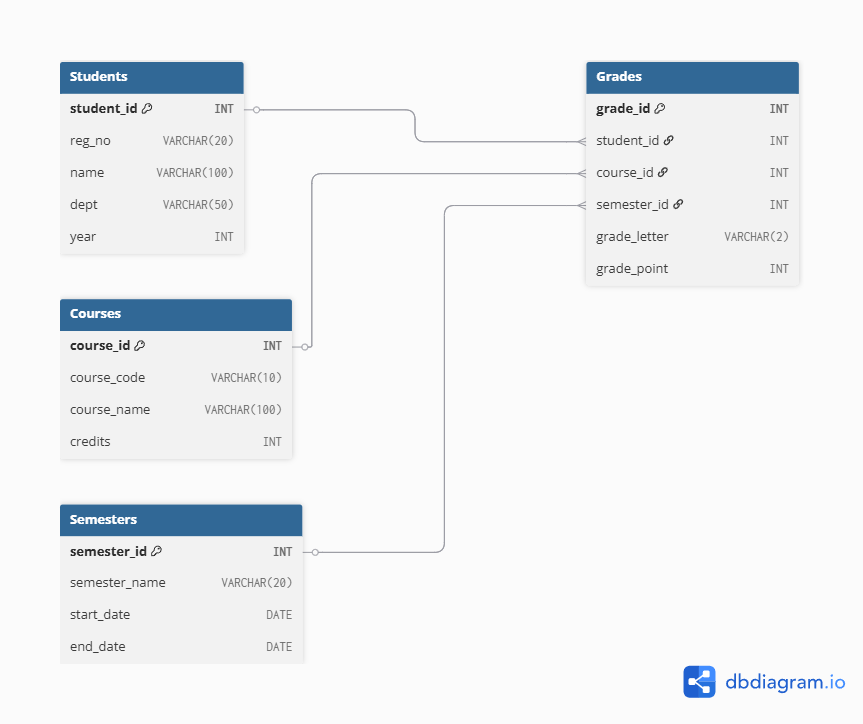 Students
student_id INT
reg_no VARCHAR(20)
name VARCHAR(100)
dept VARCHAR(50)
year INT
Courses
course_id INT
course_code VARCHAR(10)
course_name VARCHAR(100)
credits INT
Semesters
semester_id INT
semester_name VARCHAR(20)
start_date DATE
end_date DATE
Grades
grade_id INT
student_id INT
course_id INT
semester_id INT
grade_letter VARCHAR(2)
grade_point INT
dbdiagram.io